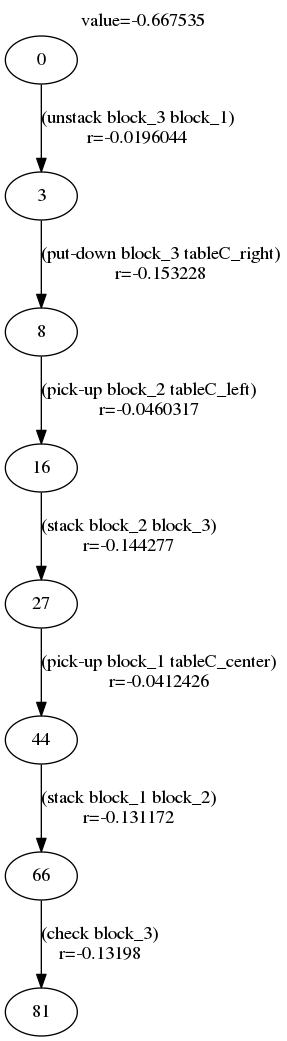 value=-0.667535
0
(unstack block_3 block_1)
r=-0.0196044
3
(put-down block_3 tableC_right)
r=-0.153228
8
(pick-up block_2 tableC_left)
r=-0.0460317
16
(stack block_2 block_3)
r=-0.144277
27
(pick-up block_1 tableC_center)
r=-0.0412426
44
(stack block_1 block_2)
r=-0.131172
66
(check block_3)
r=-0.13198
81